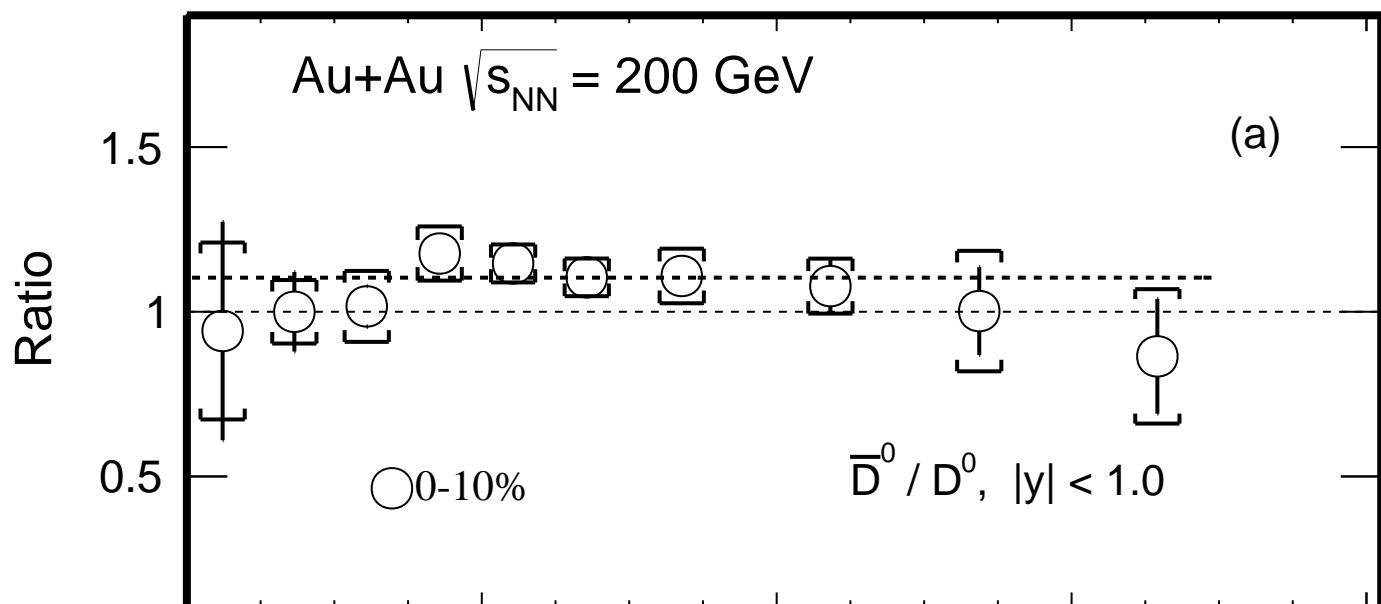 Au+Au √sNN = 200 GeV
(a)
1.5
1
0.5
Ratio
0-10%
D̅⁰ / D⁰, |y| < 1.0